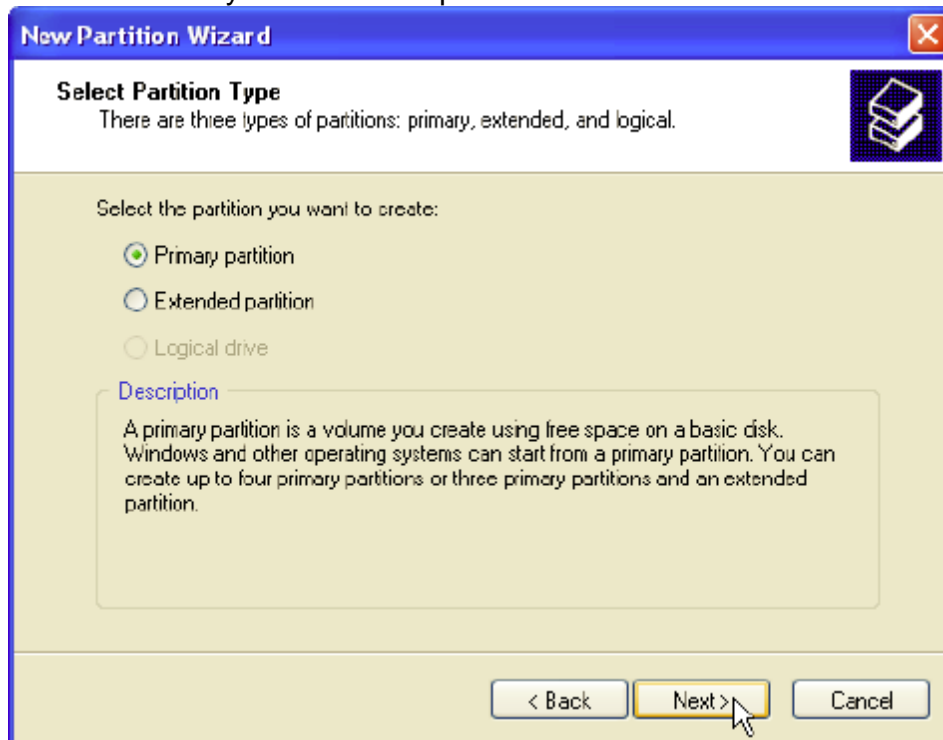 New Partition Wizard
Select Partition Type
There are three types of partitions: primary, extended, and logical.
Select the partition you want to create:
Primary partition
Extended partition
Logical drive
Description
A primary partition is a volume you create using free space on a basic disk.
Windows and other operating systems can start from a primary partition. You can
create up to four primary partitions or three primary partitions and an extended
partition.
< Back Next > Cancel